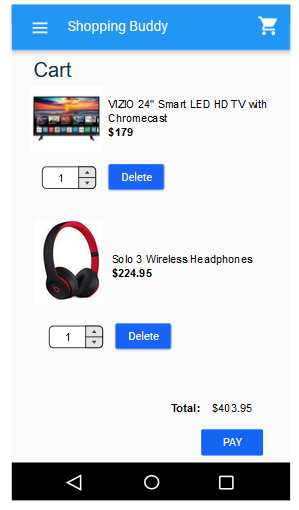 Shopping Buddy
Cart
VIZIO 24" Smart LED HD TV with
Chromecast
$179
1
Delete
Solo 3 Wireless Headphones
$224.95
1
Delete
Total: $403.95
PAY